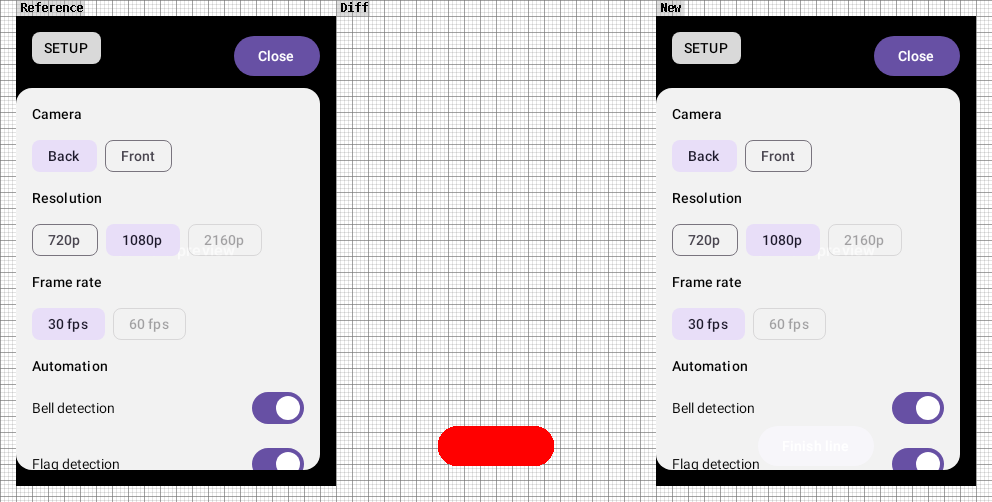 Reference
Diff
New
SETUP
Close
Camera
Back
Front
Resolution
720p
1080p
2160p
preview
Frame rate
30 fps
60 fps
Automation
Bell detection
Flag detection
SETUP
Close
Camera
Back
Front
Resolution
720p
1080p
2160p
preview
Frame rate
30 fps
60 fps
Automation
Bell detection
Finish line
Flag detection